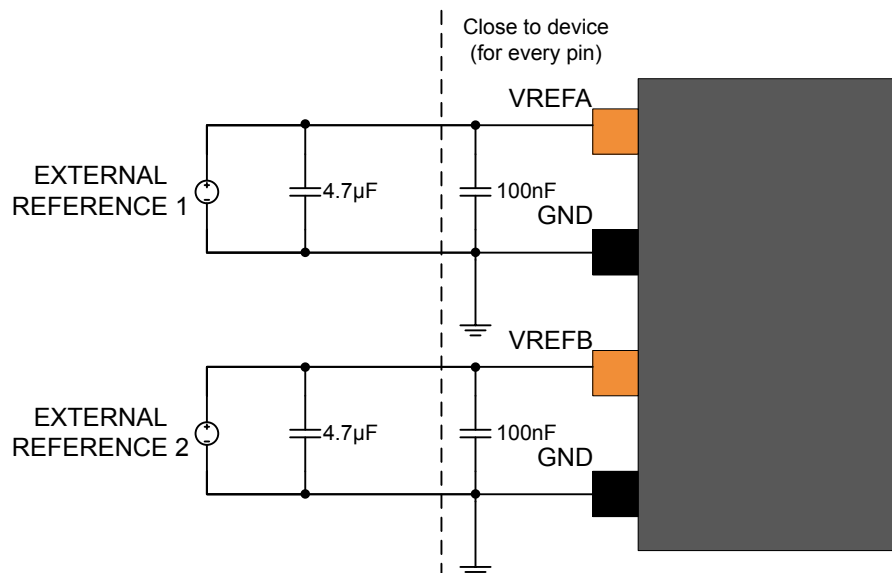 Close to device
(for every pin)
VREFA
EXTERNAL
REFERENCE 1
4.7µF
100nF
GND
VREFB
EXTERNAL
REFERENCE 2
4.7µF
100nF
GND